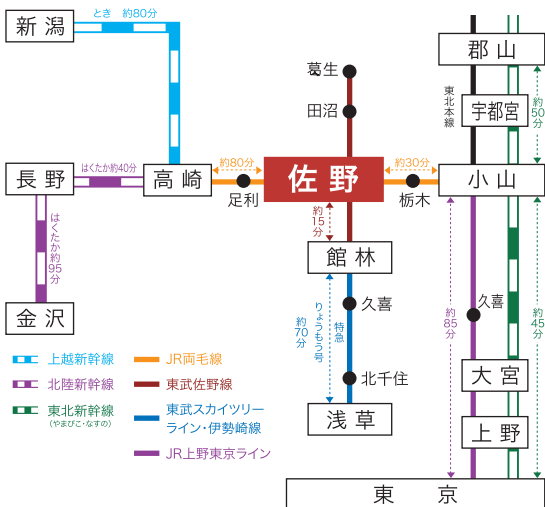 新潟
とき 約80分
郡山
葛生
東北本線
約50分
宇都宮
田沼
長野
はくたか約40分
高崎
約80分
佐野
約30分
小山
足利
栃木
はくたか約95分
約15分
館林
金沢
りょうもう号
特急
約70分
久喜
久喜
約85分
約45分
上越新幹線
JR両毛線
北陸新幹線
東武佐野線
北千住
大宮
東北新幹線
(やまびこ・なすの)
東武スカイツリー
ライン・伊勢崎線
浅草
上野
JR上野東京ライン
東京